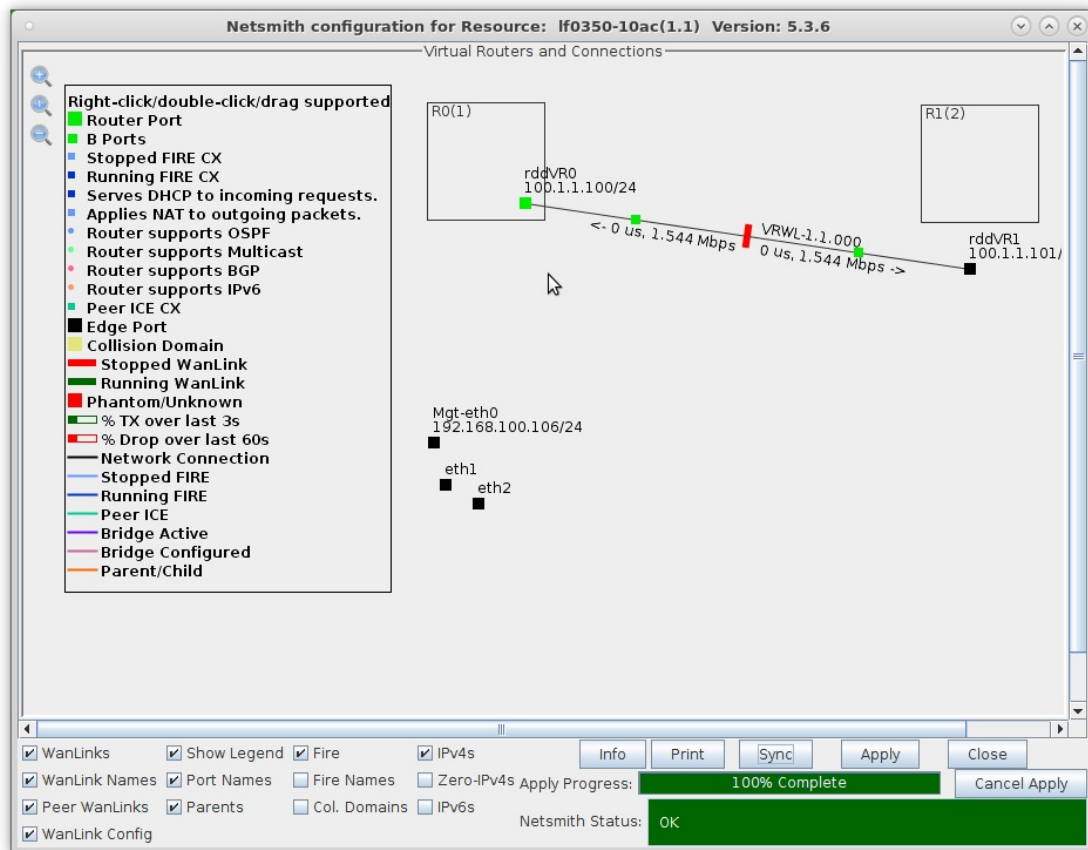 Netsmith configuration for Resource: lf0350-10ac(1.1) Version: 5.3.6
Virtual Routers and Connections
Right-click/double-click/drag supported
Router Port
B Ports
Stopped FIRE CX
Running FIRE CX
Serves DHCP to incoming requests.
Applies NAT to outgoing packets.
Router supports OSPF
Router supports Multicast
Router supports BGP
Router supports IPv6
Peer ICE CX
Edge Port
Collision Domain
Stopped WanLink
Running WanLink
Phantom/Unknown
% TX over last 3s
% Drop over last 60s
Network Connection
Stopped FIRE
Running FIRE
Peer ICE
Bridge Active
Bridge Configured
Parent/Child
R0(1)
R1(2)
rddVR0
100.1.1.100/24
<- 0 us, 1.544 Mbps
VRWL-1.1.000
0 us, 1.544 Mbps ->
rddVR1
100.1.1.101/
Mgt-eth0
192.168.100.106/24
eth1
eth2
WanLinks Show Legend Fire IPv4s Info Print Sync Apply Close
WanLink Names Port Names Fire Names Zero-IPv4s Apply Progress: 100% Complete Cancel Apply
Peer WanLinks Parents Col. Domains IPv6s
Netsmith Status: OK
WanLink Config